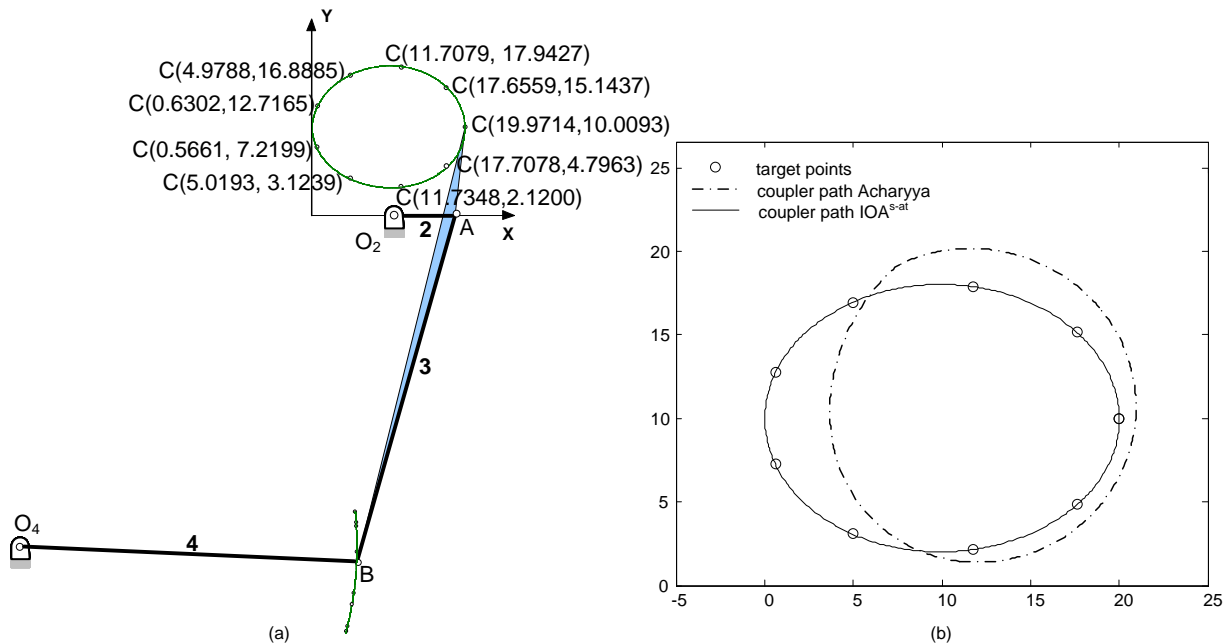 Y
C(11.7079, 17.9427)
C(4.9788,16.8885)
C(17.6559,15.1437)
C(0.6302,12.7165)
C(19.9714,10.0093)
C(0.5661, 7.2199)
C(17.7078,4.7963)
C(5.0193, 3.1239)
C(11.7348,2.1200)
O2
2
A
X
3
O4
4
B
(a)
25
20
15
10
5
0
-5
0
5
10
15
20
25
target points
coupler path Acharyya
coupler path IOA^s-at
(b)